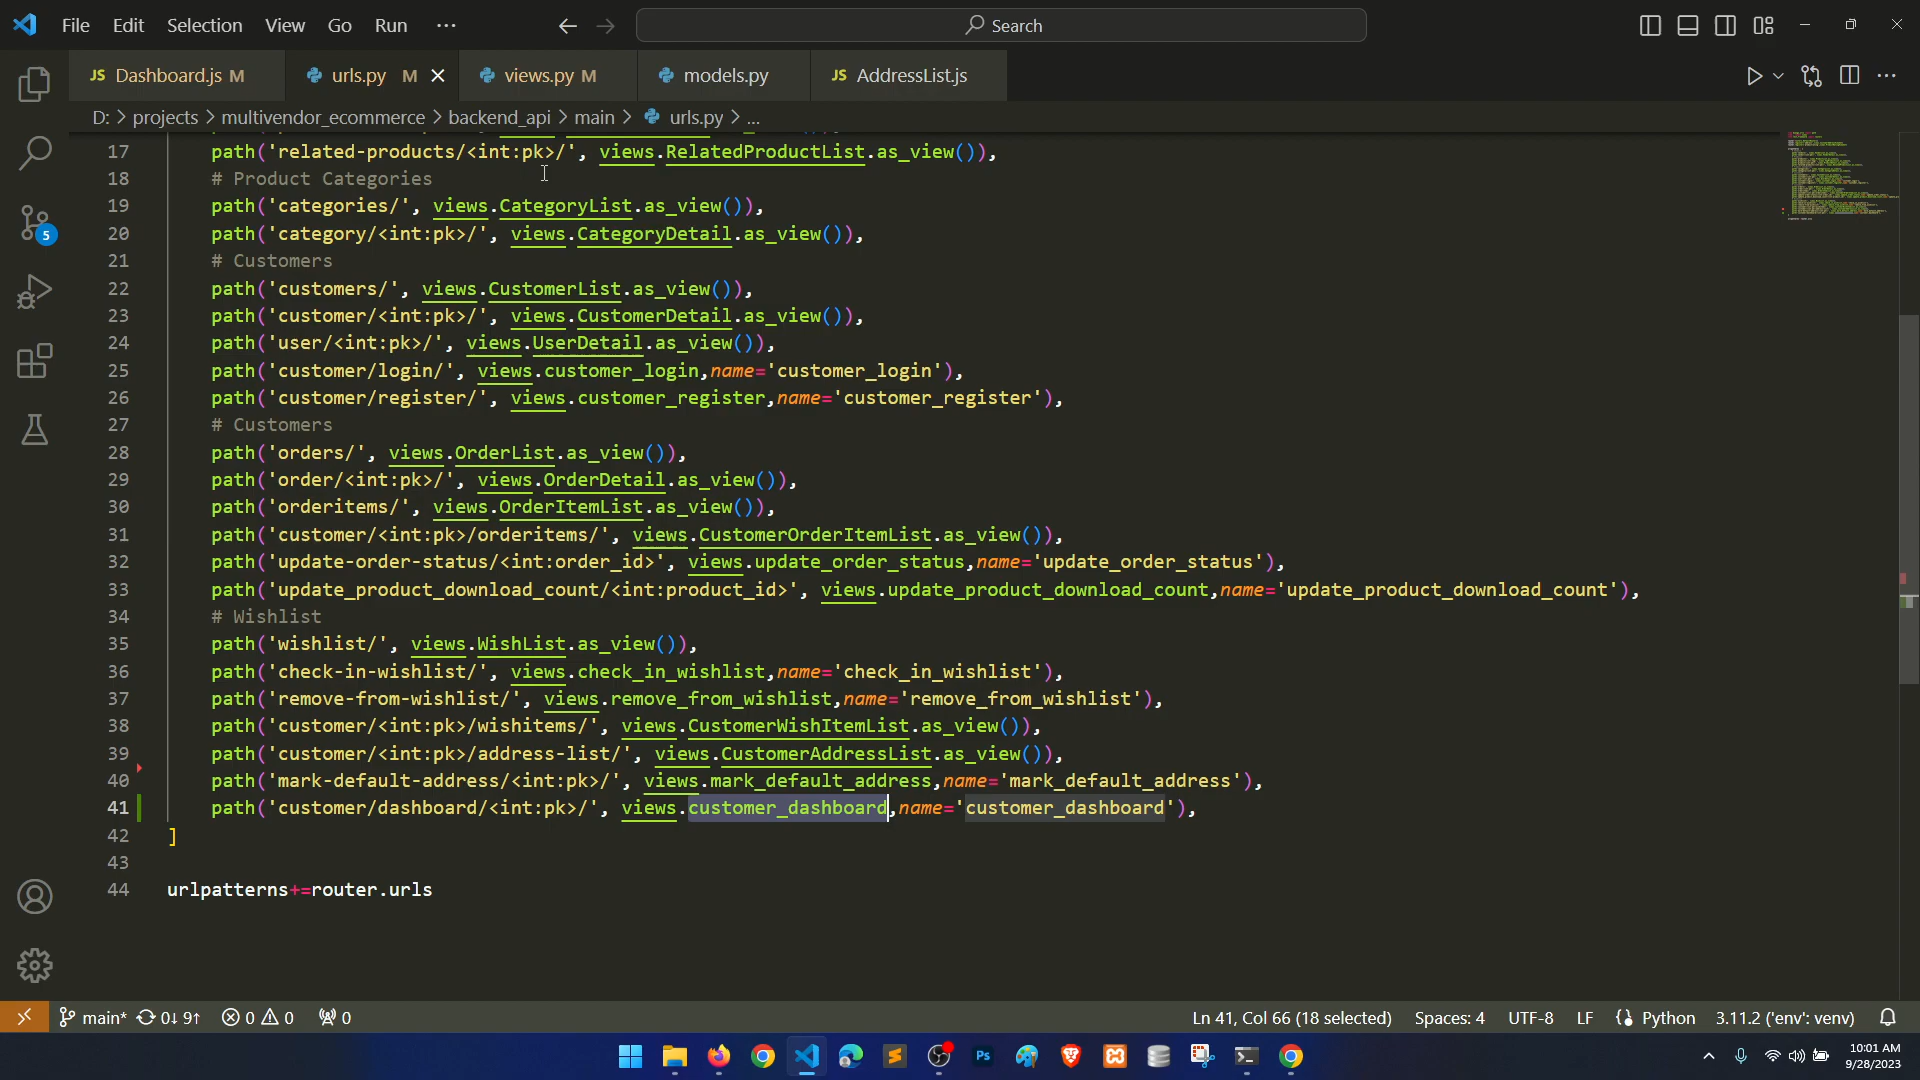 File Edit Selection View Go Run ··· Search
JS Dashboard.js M urls.py M views.py M models.py JS AddressList.js
D: > projects > multivendor_ecommerce > backend_api > main > urls.py > ...
17 path('related-products/<int:pk>/', views.RelatedProductList.as_view()),
18 # Product Categories
19 path('categories/', views.CategoryList.as_view()),
20 path('category/<int:pk>/', views.CategoryDetail.as_view()),
21 # Customers
22 path('customers/', views.CustomerList.as_view()),
23 path('customer/<int:pk>/', views.CustomerDetail.as_view()),
24 path('user/<int:pk>/', views.UserDetail.as_view()),
25 path('customer/login/', views.customer_login,name='customer_login'),
26 path('customer/register/', views.customer_register,name='customer_register'),
27 # Customers
28 path('orders/', views.OrderList.as_view()),
29 path('order/<int:pk>/', views.OrderDetail.as_view()),
30 path('orderitems/', views.OrderItemList.as_view()),
31 path('customer/<int:pk>/orderitems/', views.CustomerOrderItemList.as_view()),
32 path('update-order-status/<int:order_id>', views.update_order_status,name='update_order_status'),
33 path('update_product_download_count/<int:product_id>', views.update_product_download_count,name='update_product_download_count'),
34 # Wishlist
35 path('wishlist/', views.WishList.as_view()),
36 path('check-in-wishlist/', views.check_in_wishlist,name='check_in_wishlist'),
37 path('remove-from-wishlist/', views.remove_from_wishlist,name='remove_from_wishlist'),
38 path('customer/<int:pk>/wishitems/', views.CustomerWishItemList.as_view()),
39 path('customer/<int:pk>/address-list/', views.CustomerAddressList.as_view()),
40 path('mark-default-address/<int:pk>/', views.mark_default_address,name='mark_default_address'),
41 path('customer/dashboard/<int:pk>/', views.customer_dashboard,name='customer_dashboard'),
42 ]
43
44 urlpatterns+=router.urls
5
main* 0↓ 9↑ 0 0 0 Ln 41, Col 66 (18 selected) Spaces: 4 UTF-8 LF Python 3.11.2 ('env': venv)
Ps
10:01 AM
9/28/2023